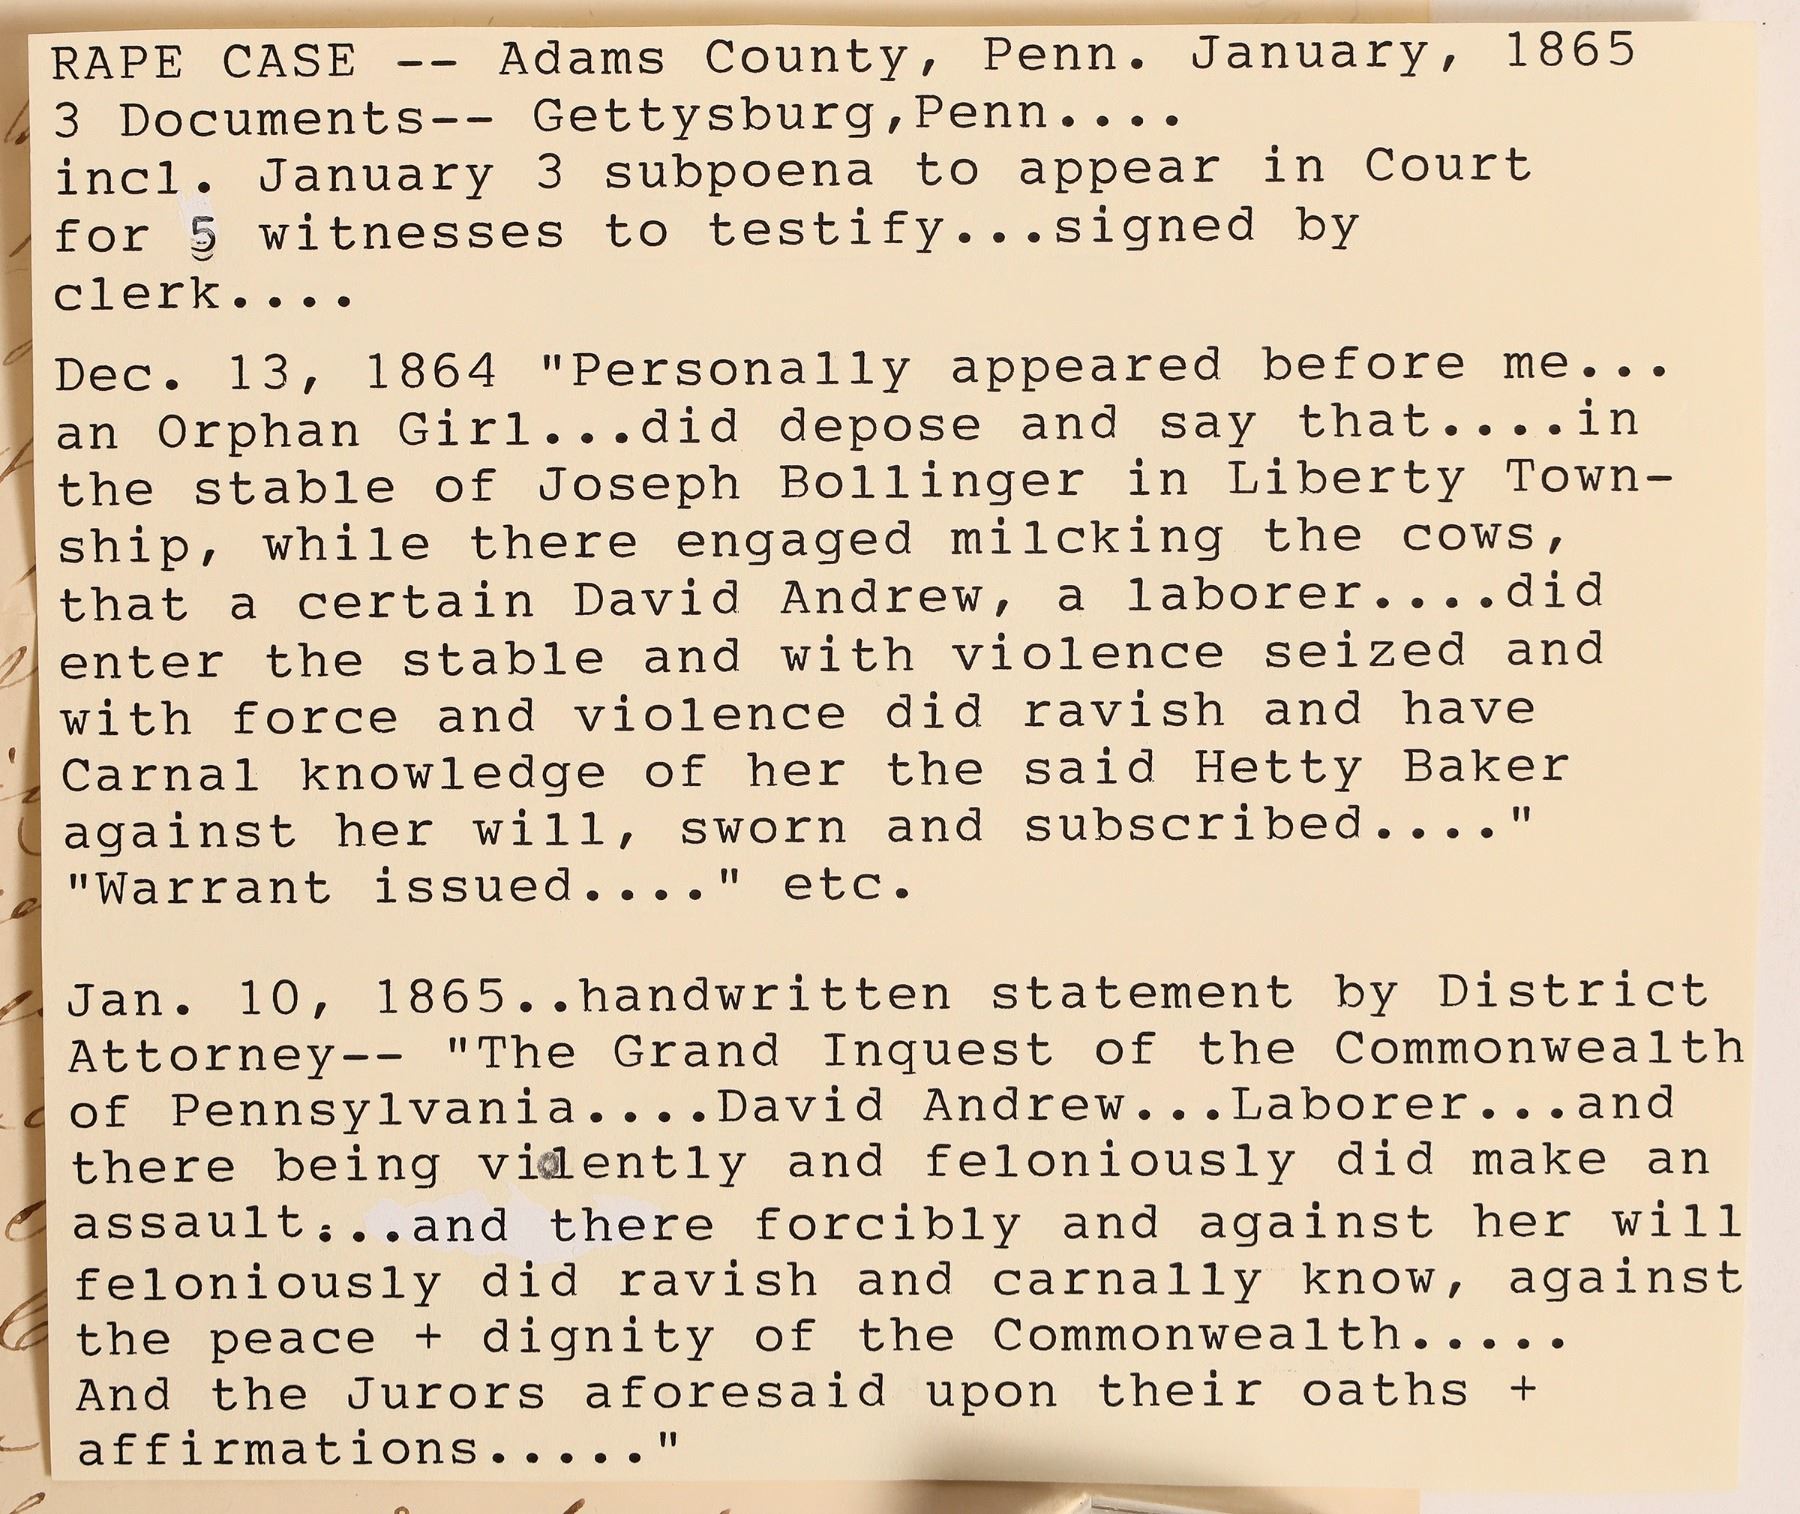 RAPE CASE -- Adams County, Penn. January, 1865
3 Documents-- Gettysburg,Penn....
incl. January 3 subpoena to appear in Court
for 5 witnesses to testify...signed by
clerk....
Dec. 13, 1864 "Personally appeared before me...
an Orphan Girl...did depose and say that....in
the stable of Joseph Bollinger in Liberty Town-
ship, while there engaged milcking the cows,
that a certain David Andrew, a laborer....did
enter the stable and with violence seized and
with force and violence did ravish and have
Carnal knowledge of her the said Hetty Baker
against her will, sworn and subscribed...."
"Warrant issued...." etc.
Jan. 10, 1865..handwritten statement by District
Attorney-- "The Grand Inquest of the Commonwealth
of Pennsylvania....David Andrew...Laborer...and
there being violently and feloniously did make an
assault...and there forcibly and against her will
feloniously did ravish and carnally know, against
the peace + dignity of the Commonwealth.....
And the Jurors aforesaid upon their oaths +
affirmations....."